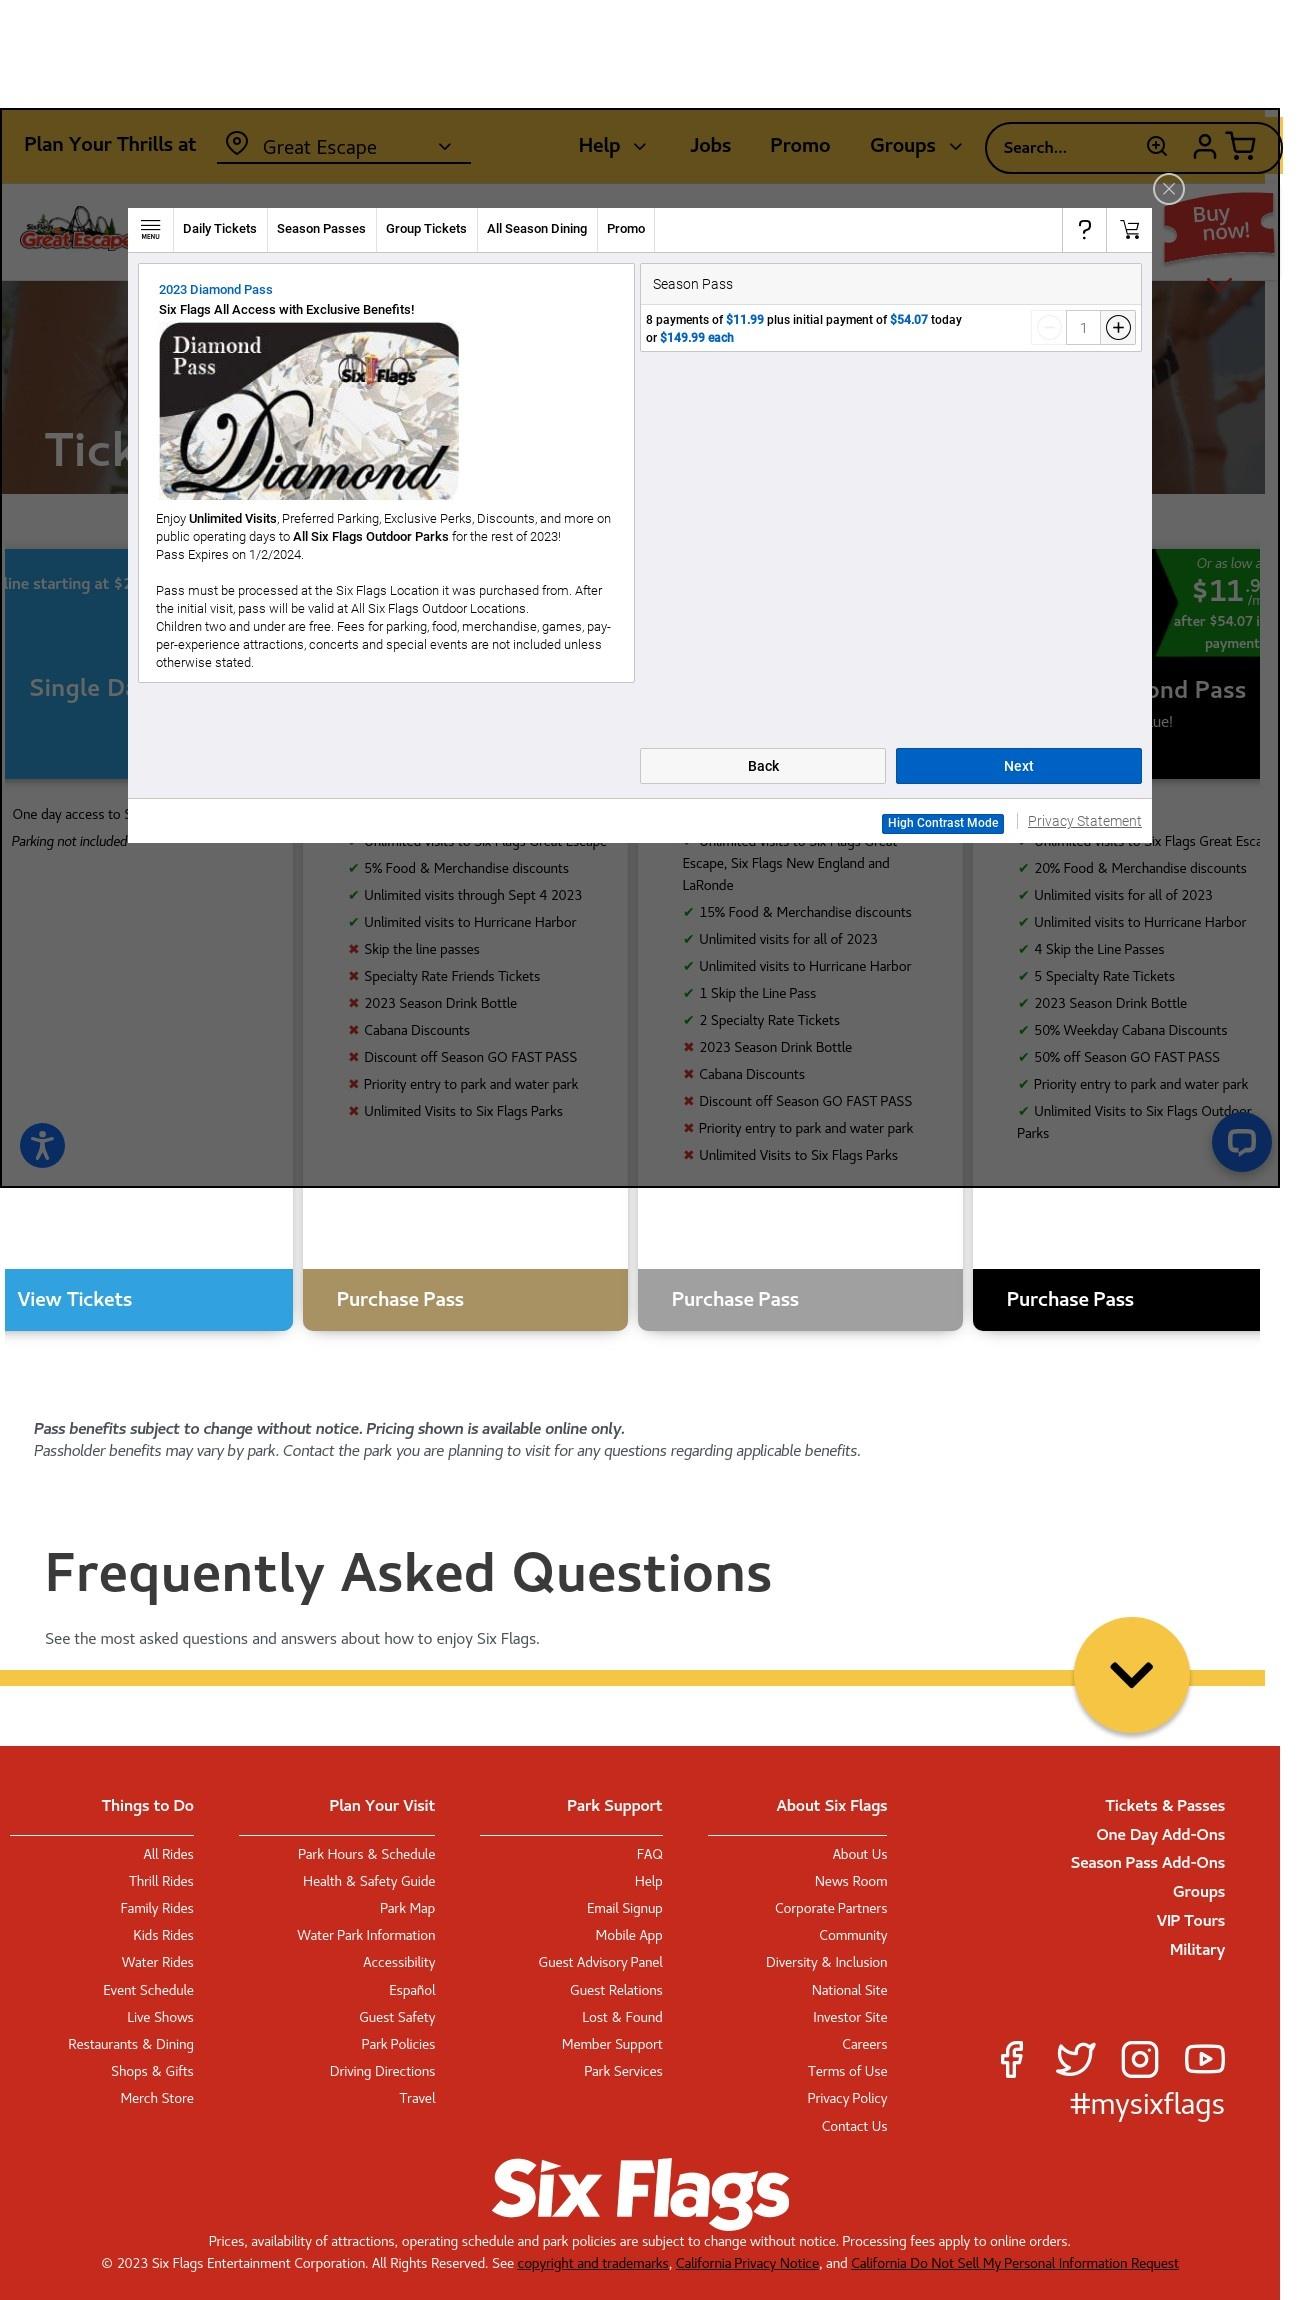 Plan Your Thrills at
Great Escape
Help
Jobs
Promo
Groups
Search...
Great Escape
Buy
now!
MENU
Daily Tickets
Season Passes
Group Tickets
All Season Dining
Promo
2023 Diamond Pass
Six Flags All Access with Exclusive Benefits!
Diamond
Pass
Six Flags
Diamond
Enjoy Unlimited Visits, Preferred Parking, Exclusive Perks, Discounts, and more on
public operating days to All Six Flags Outdoor Parks for the rest of 2023!
Pass Expires on 1/2/2024.
Pass must be processed at the Six Flags Location it was purchased from. After
the initial visit, pass will be valid at All Six Flags Outdoor Locations.
Children two and under are free. Fees for parking, food, merchandise, games, pay-
per-experience attractions, concerts and special events are not included unless
otherwise stated.
Season Pass
8 payments of $11.99 plus initial payment of $54.07 today
or $149.99 each
1
Back
Next
High Contrast Mode
Privacy Statement
Tick
line starting at $2
Single Da
One day access to S
Parking not included
Or as low a
$11.9
/m
after $54.07 i
payment
ond Pass
lue!
Unlimited visits to Six Flags Great Escape
✔ 5% Food & Merchandise discounts
✔ Unlimited visits through Sept 4 2023
✔ Unlimited visits to Hurricane Harbor
✖ Skip the line passes
✖ Specialty Rate Friends Tickets
✖ 2023 Season Drink Bottle
✖ Cabana Discounts
✖ Discount off Season GO FAST PASS
✖ Priority entry to park and water park
✖ Unlimited Visits to Six Flags Parks
Unlimited visits to Six Flags Great
Escape, Six Flags New England and
LaRonde
✔ 15% Food & Merchandise discounts
✔ Unlimited visits for all of 2023
✔ Unlimited visits to Hurricane Harbor
✔ 1 Skip the Line Pass
✔ 2 Specialty Rate Tickets
✖ 2023 Season Drink Bottle
✖ Cabana Discounts
✖ Discount off Season GO FAST PASS
✖ Priority entry to park and water park
✖ Unlimited Visits to Six Flags Parks
Unlimited visits to Six Flags Great Esca
✔ 20% Food & Merchandise discounts
✔ Unlimited visits for all of 2023
✔ Unlimited visits to Hurricane Harbor
✔ 4 Skip the Line Passes
✔ 5 Specialty Rate Tickets
✔ 2023 Season Drink Bottle
✔ 50% Weekday Cabana Discounts
✔ 50% off Season GO FAST PASS
✔ Priority entry to park and water park
✔ Unlimited Visits to Six Flags Outdoor
Parks
View Tickets
Purchase Pass
Purchase Pass
Purchase Pass
Pass benefits subject to change without notice. Pricing shown is available online only.
Passholder benefits may vary by park. Contact the park you are planning to visit for any questions regarding applicable benefits.
Frequently Asked Questions
See the most asked questions and answers about how to enjoy Six Flags.
Things to Do
All Rides
Thrill Rides
Family Rides
Kids Rides
Water Rides
Event Schedule
Live Shows
Restaurants & Dining
Shops & Gifts
Merch Store
Plan Your Visit
Park Hours & Schedule
Health & Safety Guide
Park Map
Water Park Information
Accessibility
Español
Guest Safety
Park Policies
Driving Directions
Travel
Park Support
FAQ
Help
Email Signup
Mobile App
Guest Advisory Panel
Guest Relations
Lost & Found
Member Support
Park Services
About Six Flags
About Us
News Room
Corporate Partners
Community
Diversity & Inclusion
National Site
Investor Site
Careers
Terms of Use
Privacy Policy
Contact Us
Tickets & Passes
One Day Add-Ons
Season Pass Add-Ons
Groups
VIP Tours
Military
#mysixflags
Six Flags
Prices, availability of attractions, operating schedule and park policies are subject to change without notice. Processing fees apply to online orders.
© 2023 Six Flags Entertainment Corporation. All Rights Reserved. See copyright and trademarks, California Privacy Notice, and California Do Not Sell My Personal Information Request